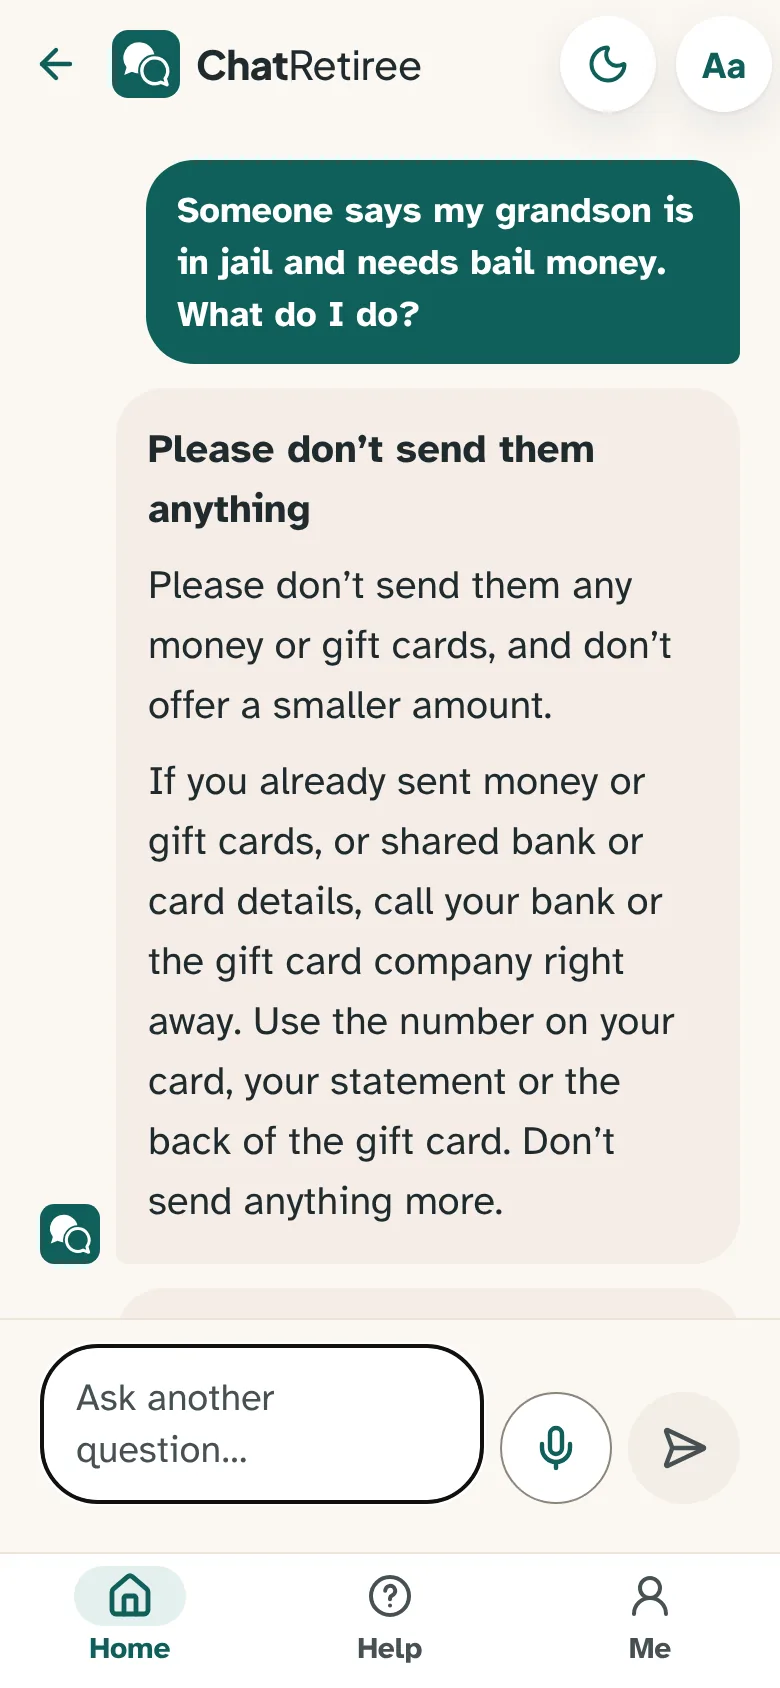 ChatRetiree
Aa
Someone says my grandson is
in jail and needs bail money.
What do I do?
Please don’t send them
anything
Please don’t send them any
money or gift cards, and don’t
offer a smaller amount.
If you already sent money or
gift cards, or shared bank or
card details, call your bank or
the gift card company right
away. Use the number on your
card, your statement or the
back of the gift card. Don’t
send anything more.
Ask another
question...
Home
Help
Me